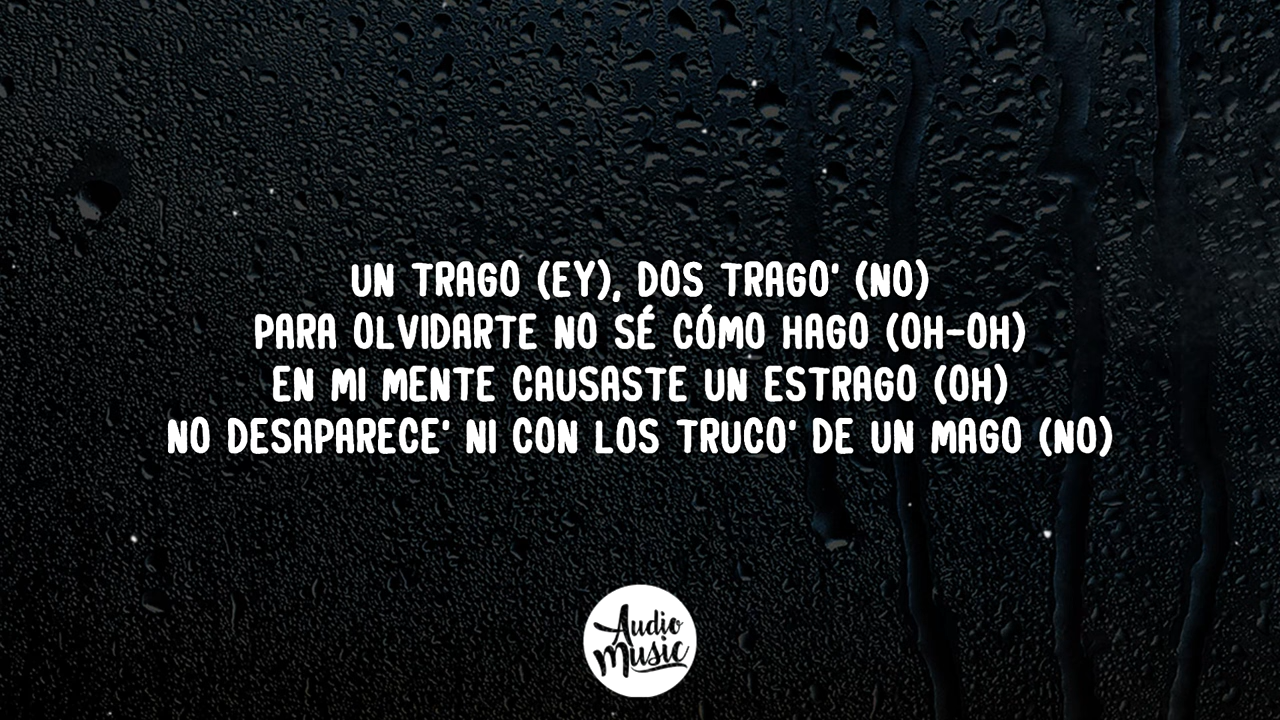 UN TRAGO (EY), DOS TRAGO' (NO)
PARA OLVIDARTE NO SÉ CÓMO HAGO (OH-OH)
EN MI MENTE CAUSASTE UN ESTRAGO (OH)
NO DESAPARECE' NI CON LOS TRUCO' DE UN MAGO (NO)
Audio
Music